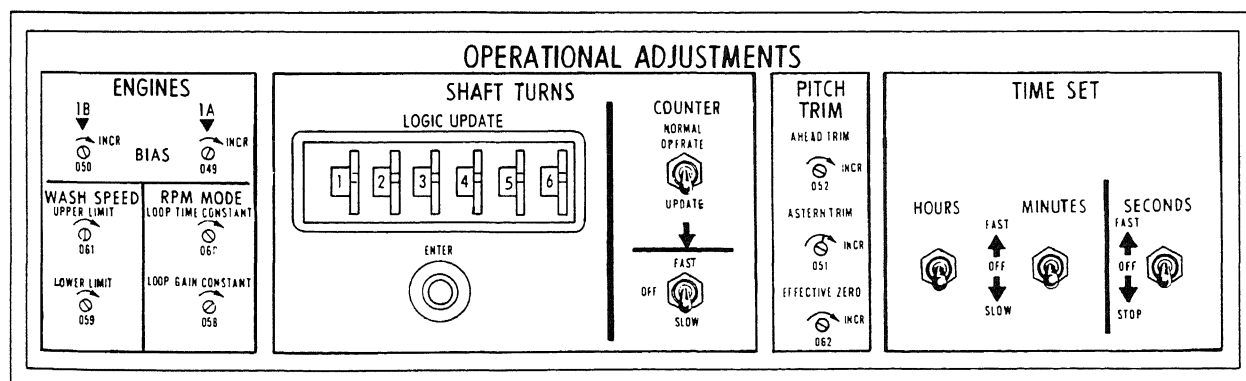 OPERATIONAL ADJUSTMENTS
ENGINES
1B
1A
INCR
INCR
050
BIAS
049
WASH SPEED
UPPER LIMIT
061
LOWER LIMIT
059
RPM MODE
LOOP TIME CONSTANT
LOOP GAIN CONSTANT
058
SHAFT TURNS
LOGIC UPDATE
1 2 3 4 5 6
ENTER
COUNTER
NORMAL
OPFRATE
UPDATE
FAST
OFF
SLOW
PITCH
TRIM
AHEAD TRIM
INCR
052
ASTERN TRIM
INCR
051
EFFECTIVE ZERO
INCR
062
TIME SET
HOURS
FAST
OFF
SLOW
MINUTES
SECONDS
FAST
OFF
STOP